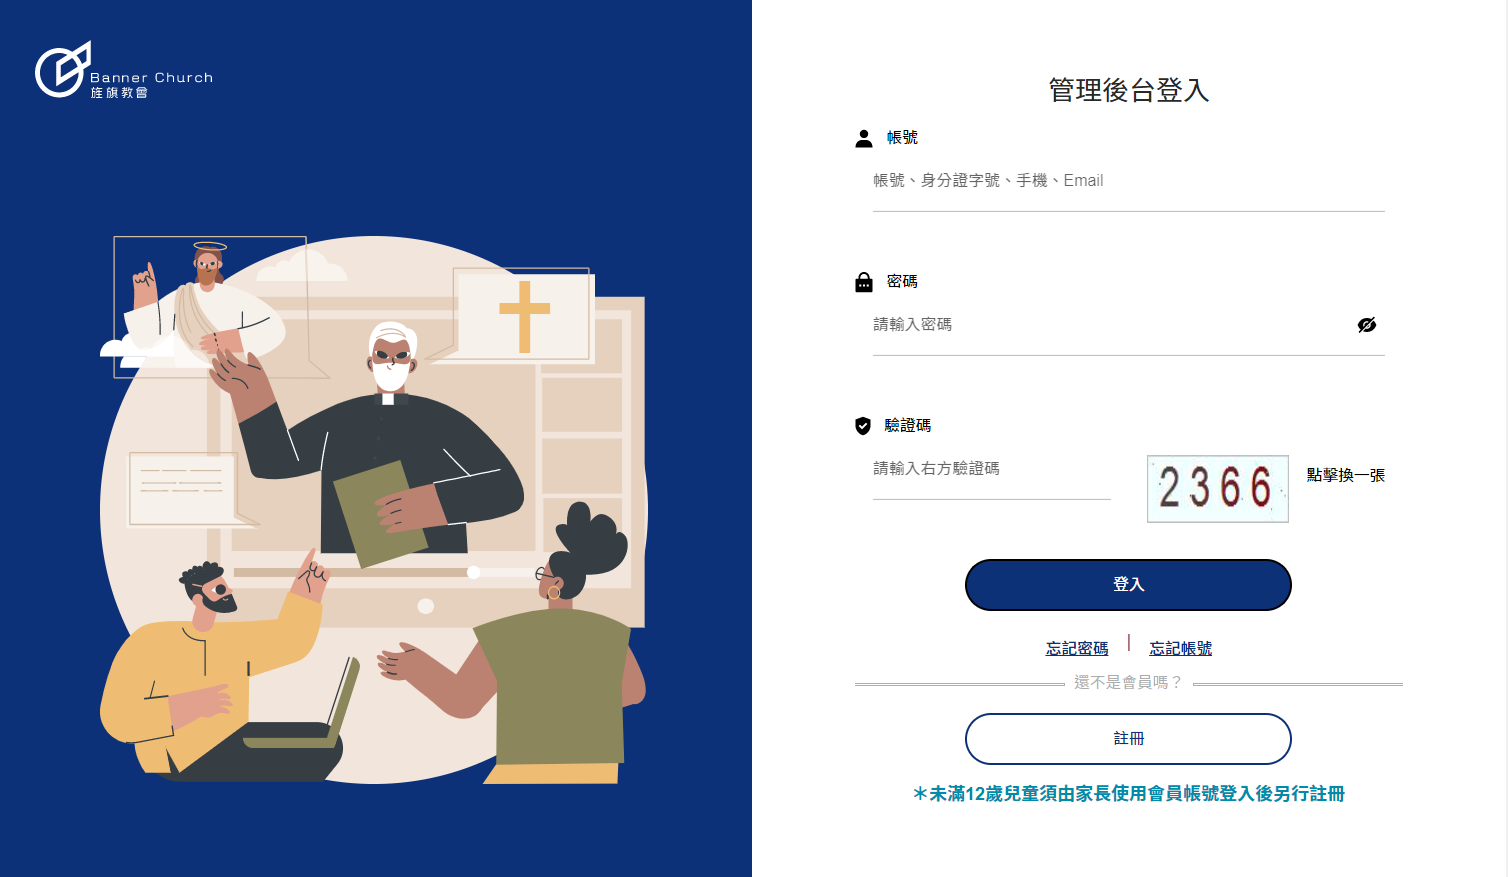 Banner Church
旌旗教會
管理後台登入
帳號
帳號、身分證字號、手機、Email
密碼
請輸入密碼
驗證碼
請輸入右方驗證碼
2366
點擊換一張
登入
忘記密碼 | 忘記帳號
還不是會員嗎？
註冊
＊未滿12歲兒童須由家長使用會員帳號登入後另行註冊